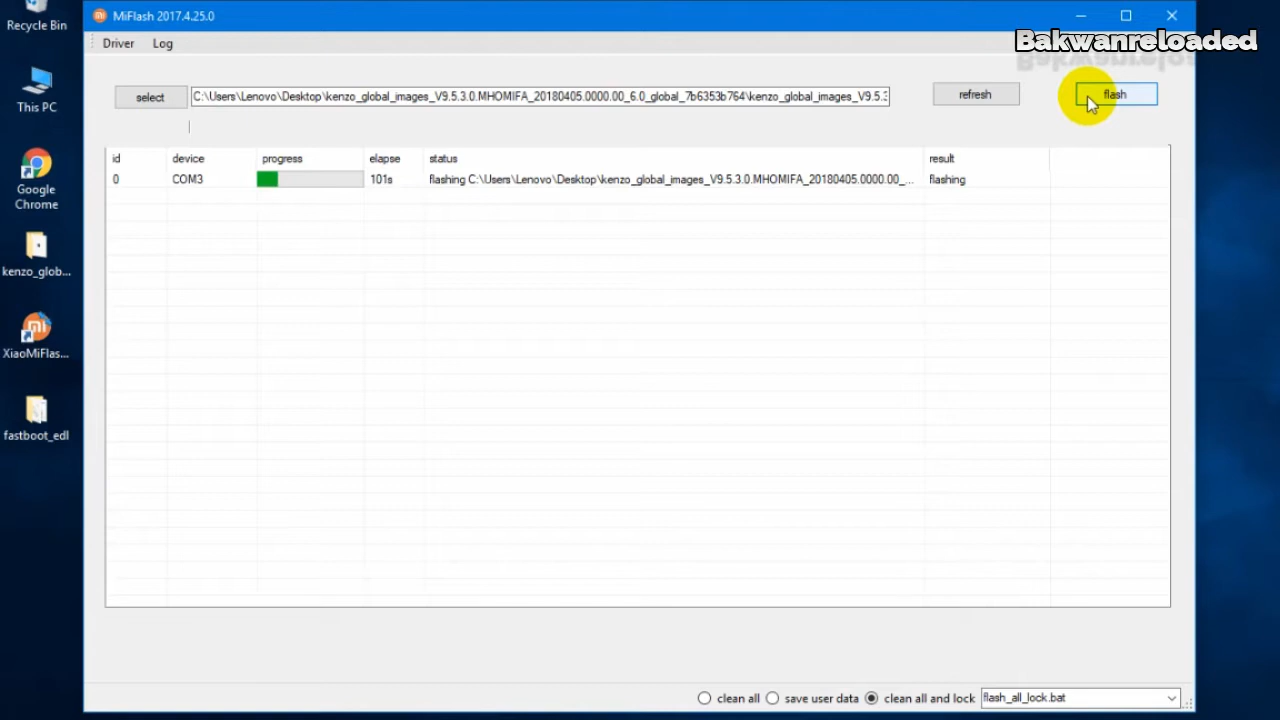 Recycle Bin
This PC
Google
Chrome
kenzo_glob...
XiaoMiFlas...
fastboot_edl
MiFlash 2017.4.25.0
Bakwanreloaded
Driver Log
select C:\Users\Lenovo\Desktop\kenzo_global_images_V9.5.3.0.MHOMIFA_20180405.0000.00_6.0_global_7b6353b764\kenzo_global_images_V9.5.3 refresh flash
id device progress elapse status result
0 COM3 101s flashing C:\Users\Lenovo\Desktop\kenzo_global_images_V9.5.3.0.MHOMIFA_20180405.0000.00_... flashing
clean all save user data clean all and lock flash_all_lock.bat